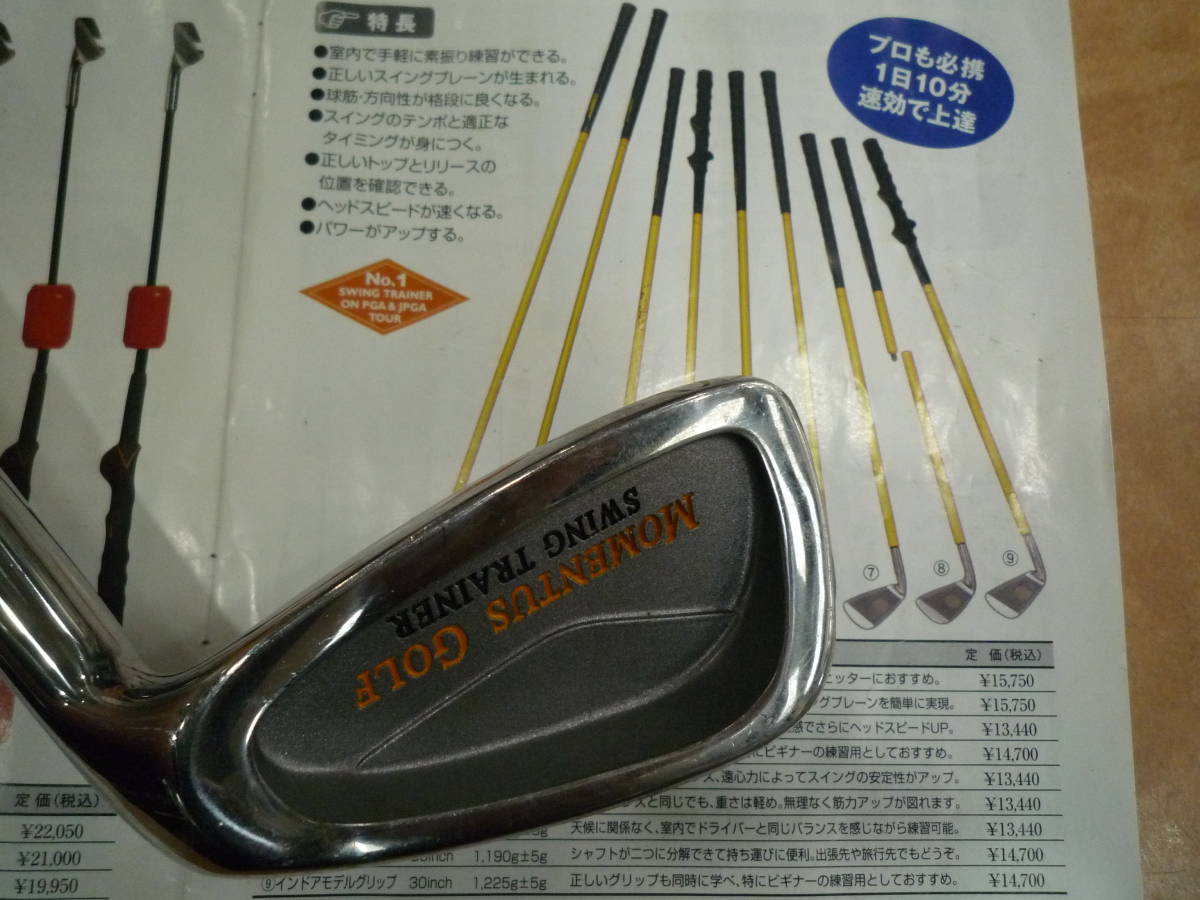 特長
●室内で手軽に素振り練習ができる。
●正しいスイングプレーンが生まれる。
●球筋・方向性が格段に良くなる。
●スイングのテンポと適正な
タイミングが身につく。
●正しいトップとリリースの
位置を確認できる。
●ヘッドスピードが速くなる。
●パワーがアップする。
プロも必携
1日10分
速効で上達
No.1
SWING TRAINER
ON PGA & JPGA
TOUR
MOMENTUS GOLF
SWING TRAINER
⑦
⑧
⑨
定 価(税込)
ニッターにおすすめ。 ¥15,750
グプレーンを簡単に実現。 ¥15,750
感でさらにヘッドスピードUP。 ¥13,440
にビギナーの練習用としておすすめ。 ¥14,700
ス、遠心力によってスイングの安定性がアップ。 ¥13,440
ンスと同じでも、重さは軽め。無理なく筋力アップが図れます。 ¥13,440
天候に関係なく、室内でドライバーと同じバランスを感じながら練習可能。 ¥13,440
inch 1,190g±5g シャフトが二つに分解できて持ち運びに便利。出張先や旅行先でもどうぞ。 ¥14,700
⑨インドアモデルグリップ 30inch 1,225g±5g 正しいグリップも同時に学べ、特にビギナーの練習用としておすすめ。 ¥14,700
定 価(税込)
¥22,050
¥21,000
¥19,950